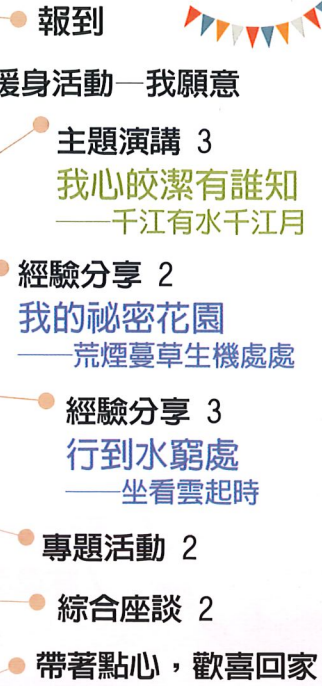 報到
暖身活動—我願意
主題演講 3
我心皎潔有誰知
——千江有水千江月
經驗分享 2
我的祕密花園
——荒煙蔓草生機處處
經驗分享 3
行到水窮處
——坐看雲起時
專題活動 2
綜合座談 2
帶著點心，歡喜回家